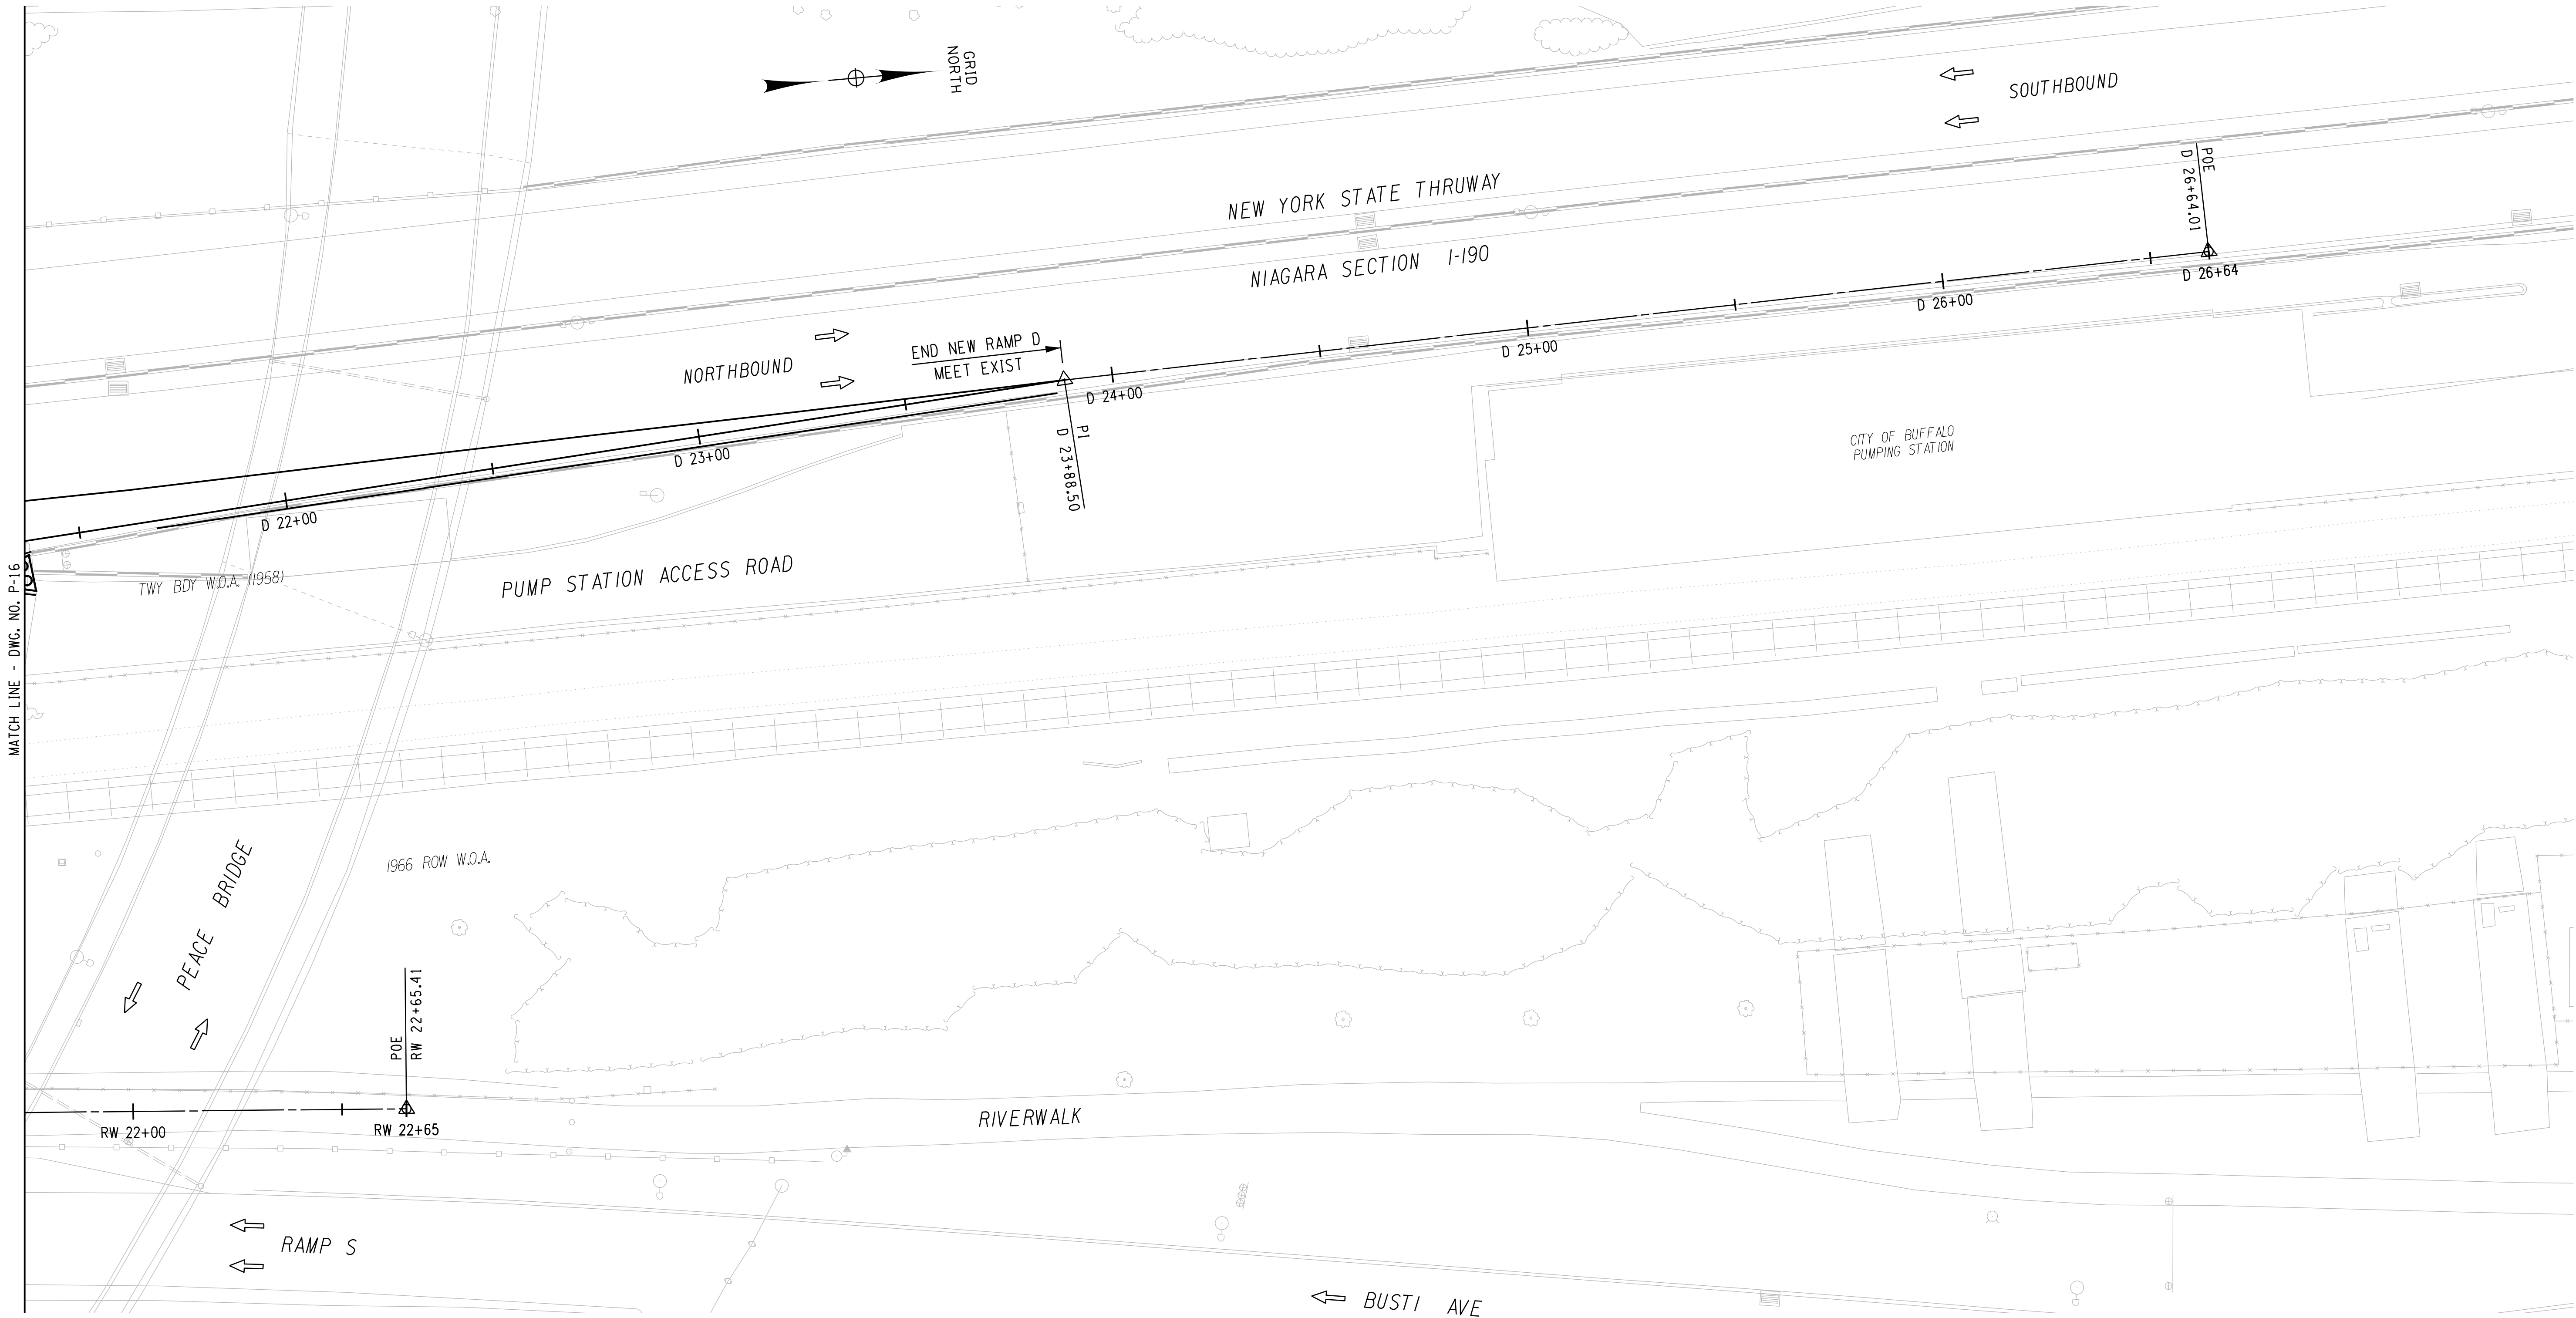 GRID
NORTH
SOUTHBOUND
NEW YORK STATE THRUWAY
POE
D 26+64.01
NIAGARA SECTION I-190
D 26+64
D 26+00
END NEW RAMP D
MEET EXIST
NORTHBOUND
D 25+00
D 24+00
PI
D 23+88.50
D 23+00
D 22+00
CITY OF BUFFALO
PUMPING STATION
TWY BDY W.O.A. (1958)
PUMP STATION ACCESS ROAD
MATCH LINE - DWG. NO. PP-16
PEACE BRIDGE
1966 ROW W.O.A.
POE
RW 22+65.41
RW 22+00
RW 22+65
RIVERWALK
RAMP S
BUSTI AVE